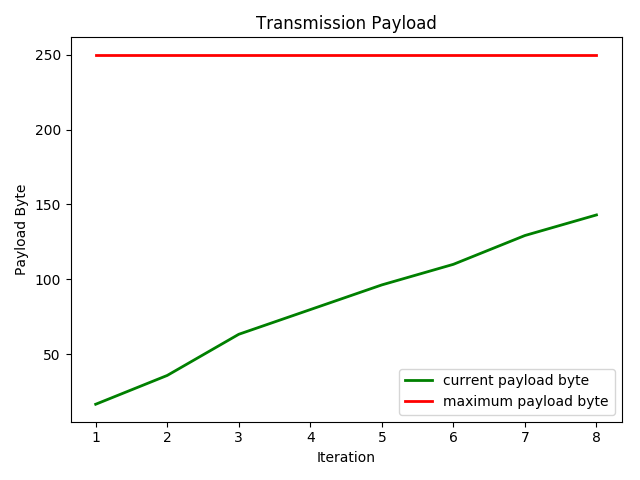 Transmission Payload
250
200
150
100
50
Payload Byte
current payload byte
maximum payload byte
1 2 3 4 5 6 7 8
Iteration